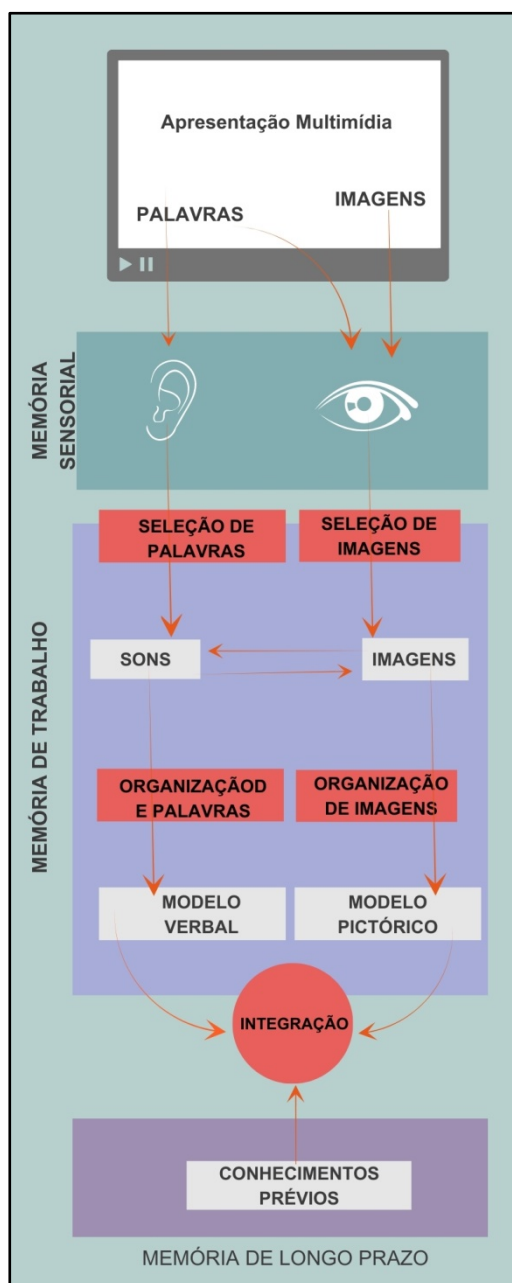 Apresentação Multimídia
PALAVRAS
IMAGENS
MEMÓRIA
SENSORIAL
SELEÇÃO DE
PALAVRAS
SELEÇÃO DE
IMAGENS
MEMÓRIA DE TRABALHO
SONS
IMAGENS
ORGANIZAÇÃOD
E PALAVRAS
ORGANIZAÇÃO
DE IMAGENS
MODELO
VERBAL
MODELO
PICTÓRICO
INTEGRAÇÃO
CONHECIMENTOS
PRÉVIOS
MEMÓRIA DE LONGO PRAZO